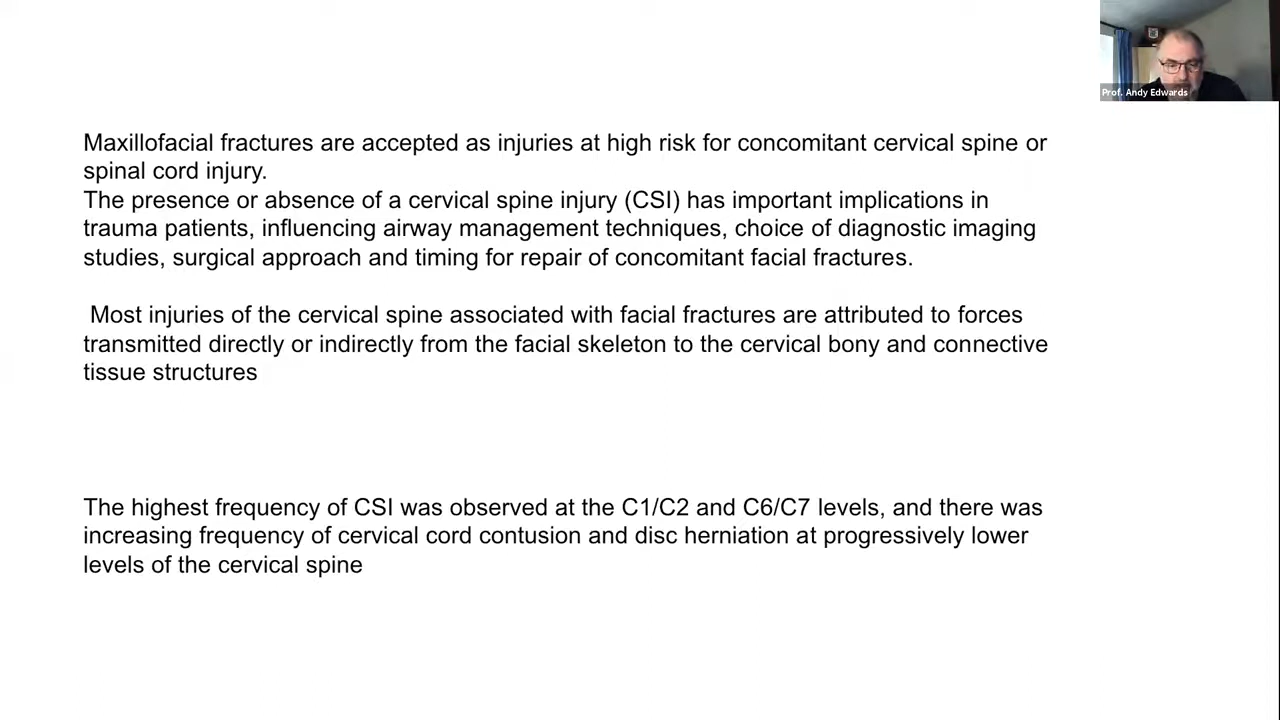 Prof. Andy Edwards
Maxillofacial fractures are accepted as injuries at high risk for concomitant cervical spine or
spinal cord injury.
The presence or absence of a cervical spine injury (CSI) has important implications in
trauma patients, influencing airway management techniques, choice of diagnostic imaging
studies, surgical approach and timing for repair of concomitant facial fractures.
Most injuries of the cervical spine associated with facial fractures are attributed to forces
transmitted directly or indirectly from the facial skeleton to the cervical bony and connective
tissue structures
The highest frequency of CSI was observed at the C1/C2 and C6/C7 levels, and there was
increasing frequency of cervical cord contusion and disc herniation at progressively lower
levels of the cervical spine